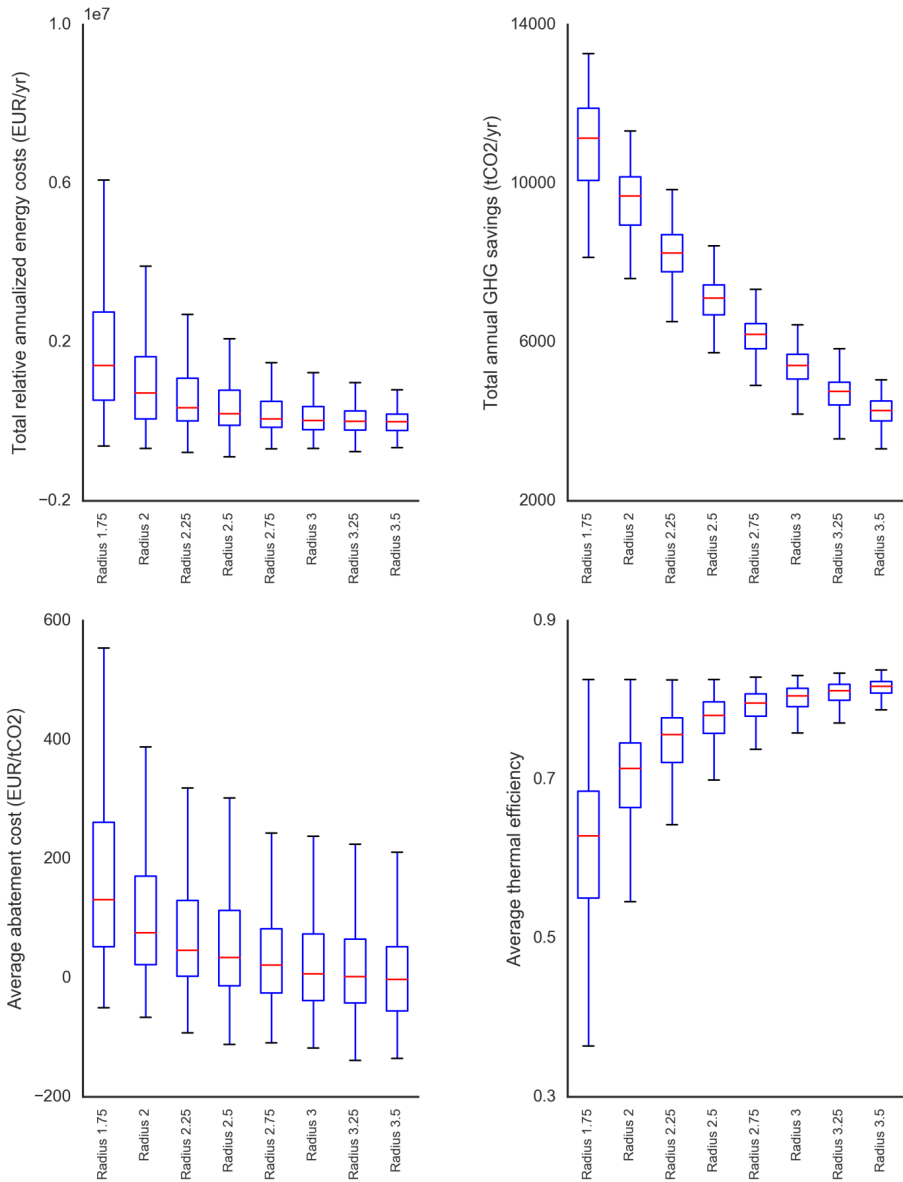 1e7
Total relative annualized energy costs (EUR/yr)
1.0
0.6
0.2
−0.2
Radius 1.75
Radius 2
Radius 2.25
Radius 2.5
Radius 2.75
Radius 3
Radius 3.25
Radius 3.5
Total annual GHG savings (tCO2/yr)
14000
10000
6000
2000
Radius 1.75
Radius 2
Radius 2.25
Radius 2.5
Radius 2.75
Radius 3
Radius 3.25
Radius 3.5
Average abatement cost (EUR/tCO2)
600
400
200
0
−200
Radius 1.75
Radius 2
Radius 2.25
Radius 2.5
Radius 2.75
Radius 3
Radius 3.25
Radius 3.5
Average thermal efficiency
0.9
0.7
0.5
0.3
Radius 1.75
Radius 2
Radius 2.25
Radius 2.5
Radius 2.75
Radius 3
Radius 3.25
Radius 3.5